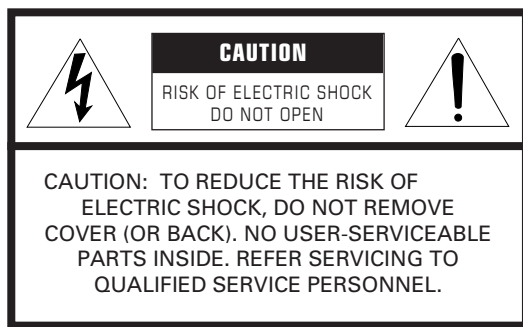 CAUTION
RISK OF ELECTRIC SHOCK
DO NOT OPEN
CAUTION: TO REDUCE THE RISK OF
ELECTRIC SHOCK, DO NOT REMOVE
COVER (OR BACK). NO USER-SERVICEABLE
PARTS INSIDE. REFER SERVICING TO
QUALIFIED SERVICE PERSONNEL.